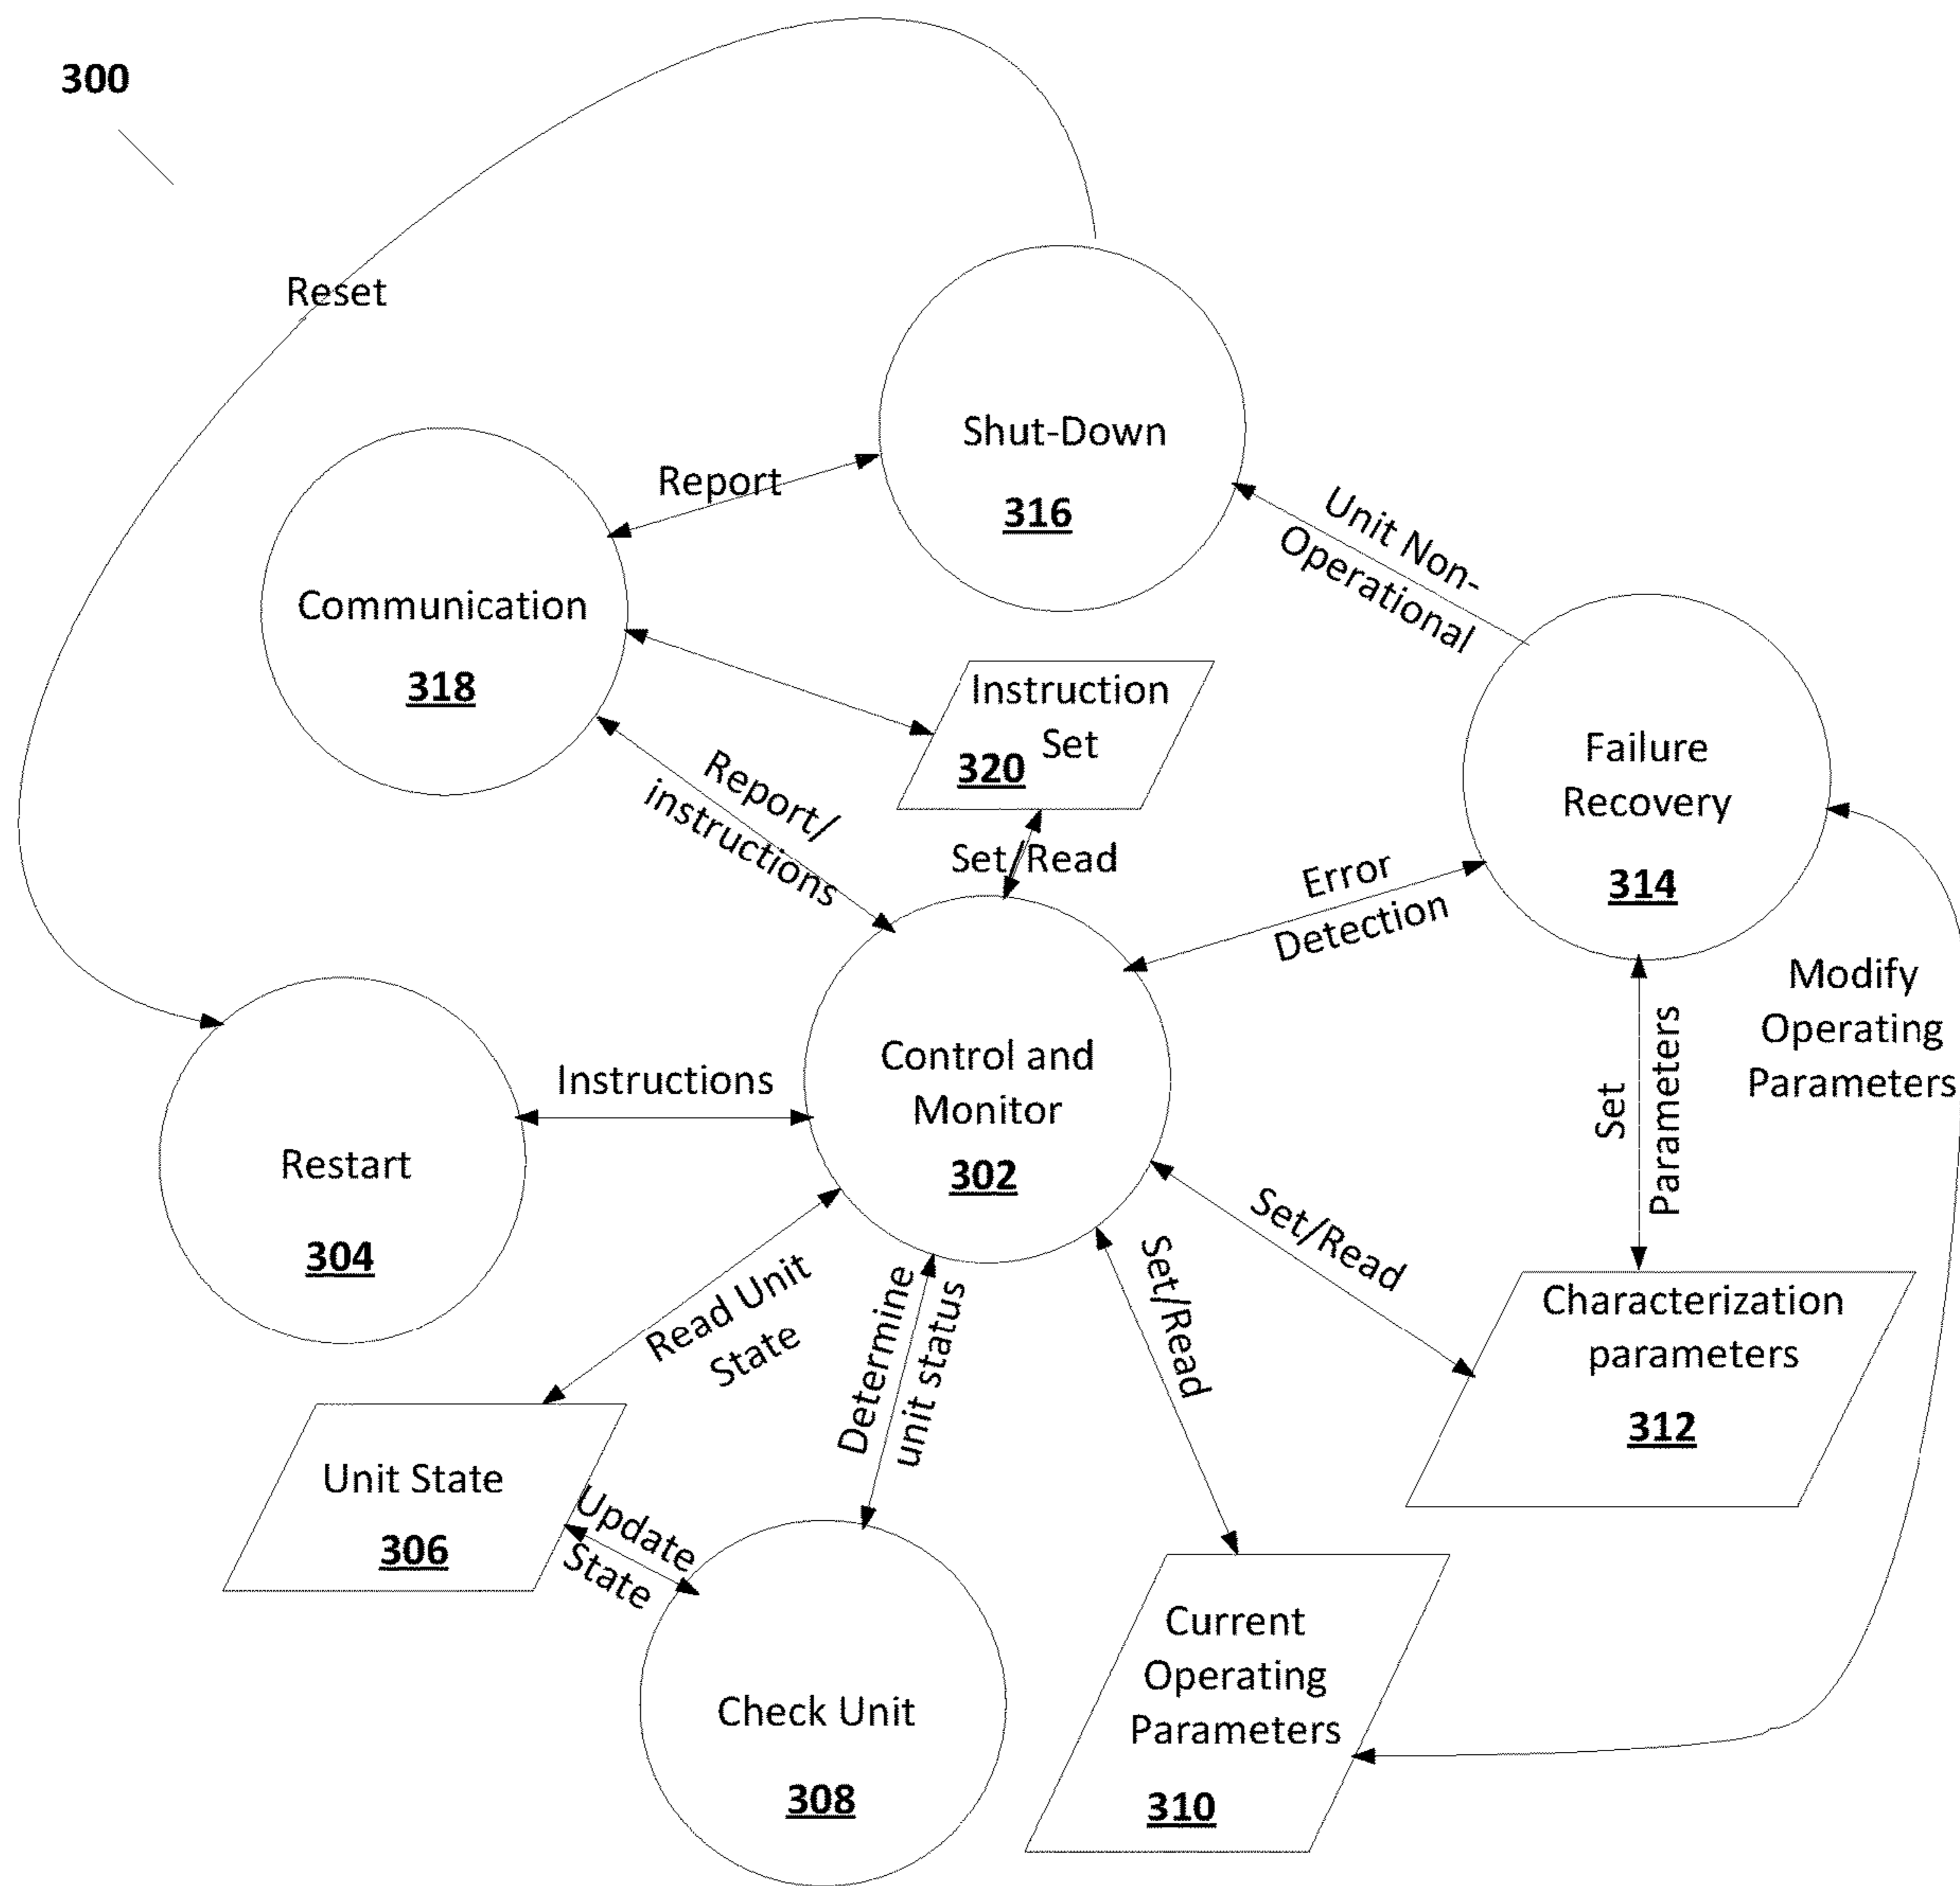 300
Reset
Shut-Down
316
Report
Communication
318
Unit Non-
Operational
Instruction
Set
320
Failure
Recovery
314
Report/
instructions
Set/Read
Error
Detection
Modify
Operating
Parameters
Set
Parameters
Control and
Monitor
302
Instructions
Restart
304
Set/Read
Set/Read
Read Unit
State
Determine
unit status
Characterization
parameters
312
Unit State
306
Update
State
Check Unit
308
Current
Operating
Parameters
310